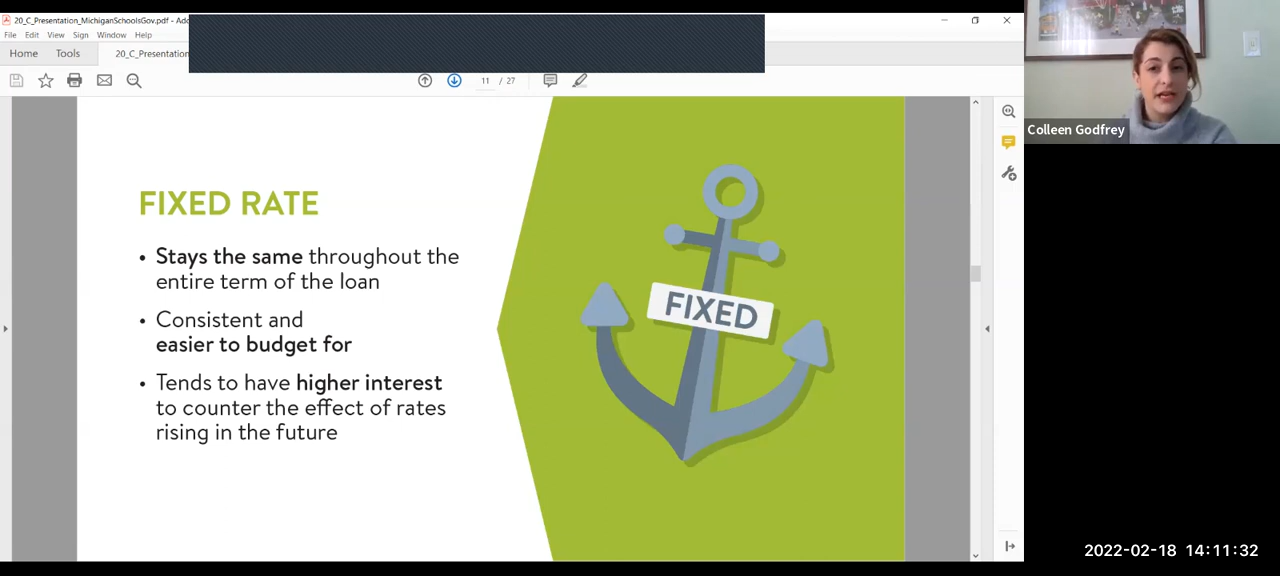 20_C_Presentation_MichiganSchoolsGov.pdf - Ado
File Edit View Sign Window Help
Home Tools 20_C_Presentation
11 / 27
FIXED RATE
• Stays the same throughout the
entire term of the loan
• Consistent and
easier to budget for
• Tends to have higher interest
to counter the effect of rates
rising in the future
FIXED
Colleen Godfrey
2022-02-18 14:11:32